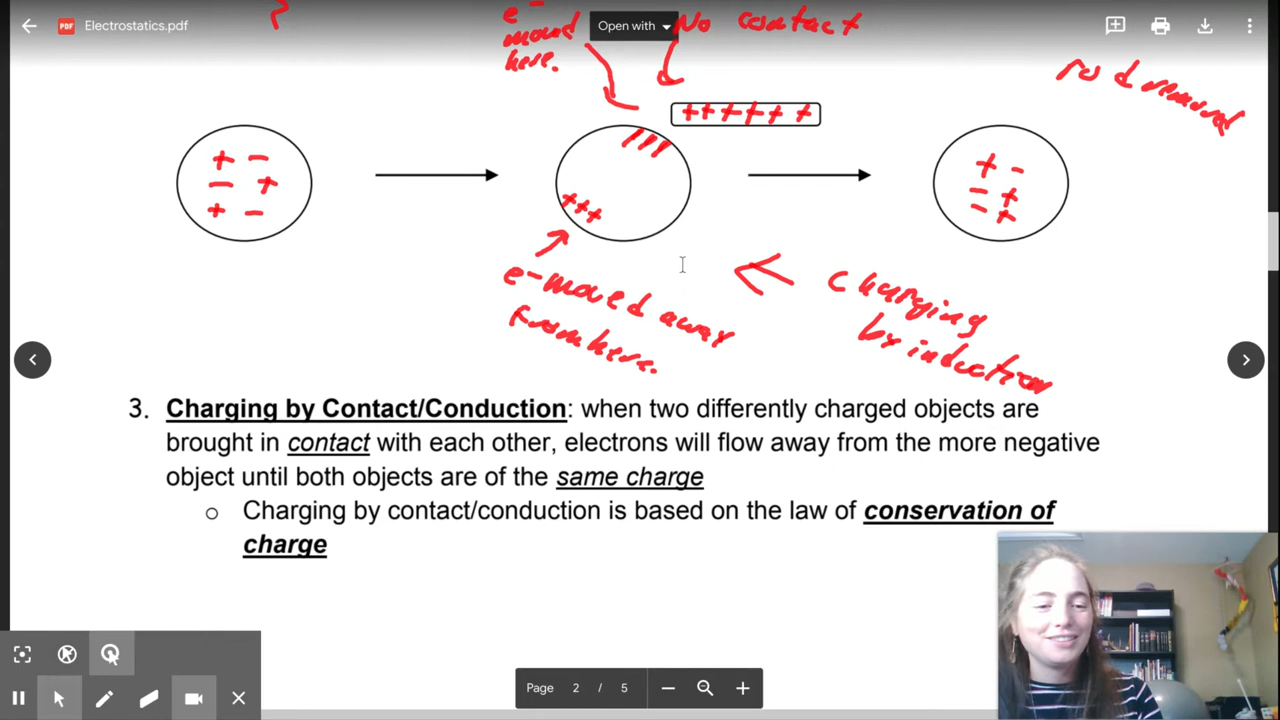 Electrostatics.pdf
Open with
e-
moved
here.
No contact
rod removed
++++++
+ -
- +
+ -
+++
+ -
- +
- +
e- moved away
from here.
<
charging
by induction
3. Charging by Contact/Conduction: when two differently charged objects are
brought in contact with each other, electrons will flow away from the more negative
object until both objects are of the same charge
o Charging by contact/conduction is based on the law of conservation of
charge
Page 2 / 5